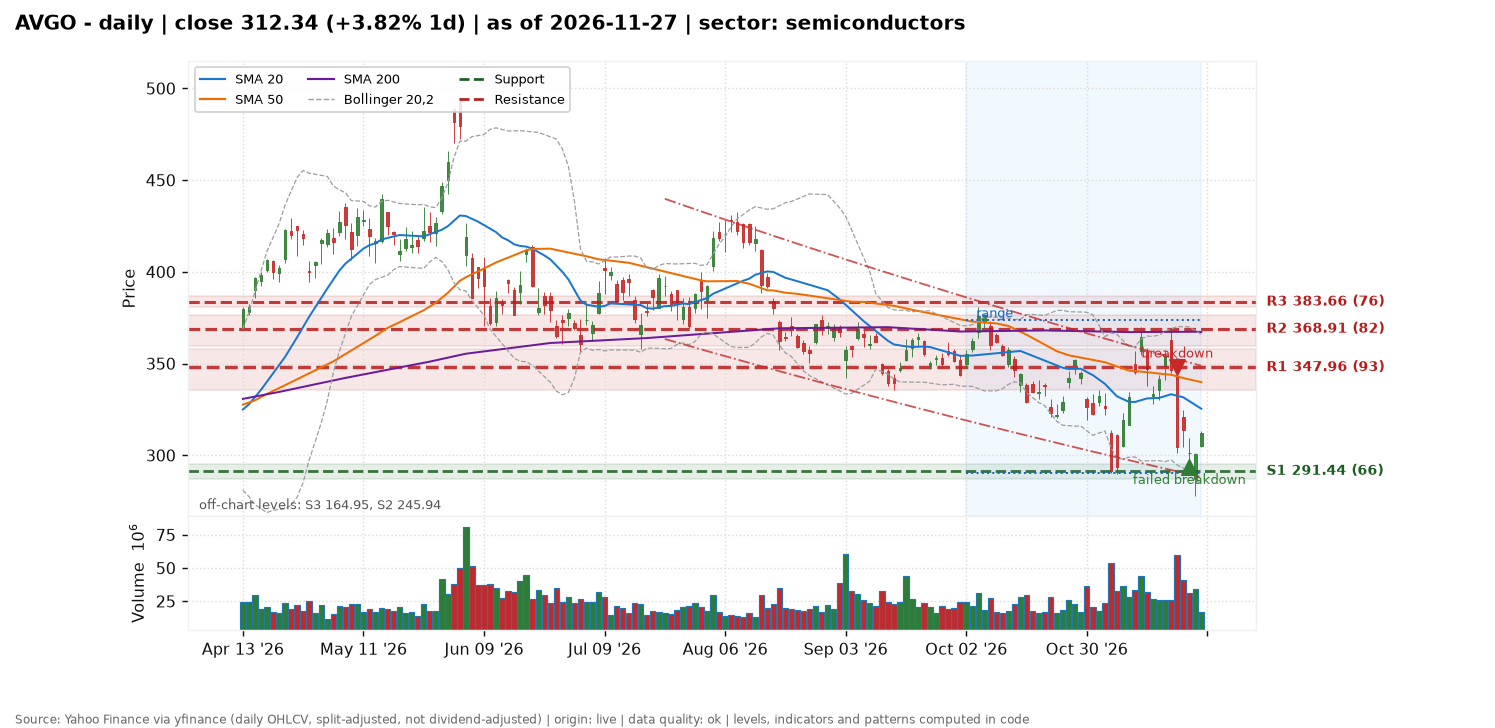 AVGO - daily | close 312.34 (+3.82% 1d) | as of 2026-11-27 | sector: semiconductors
SMA 20
SMA 50
SMA 200
Bollinger 20,2
Support
Resistance
Price
500
450
400
350
300
range
breakdown
failed breakdown
R3 383.66 (76)
R2 368.91 (82)
R1 347.96 (93)
S1 291.44 (66)
off-chart levels: S3 164.95, S2 245.94
Volume 10⁶
75
50
25
Apr 13 '26
May 11 '26
Jun 09 '26
Jul 09 '26
Aug 06 '26
Sep 03 '26
Oct 02 '26
Oct 30 '26
Source: Yahoo Finance via yfinance (daily OHLCV, split-adjusted, not dividend-adjusted) | origin: live | data quality: ok | levels, indicators and patterns computed in code